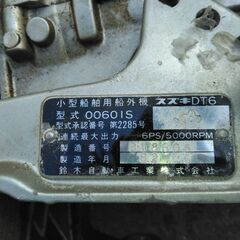 小型船舶用船外機 スズキDT6
型式 00601S
型式承認番号 第2285号
連続最大出力 6PS/5000RPM
製造番号
製造年月
鈴木自動車工業株式会社